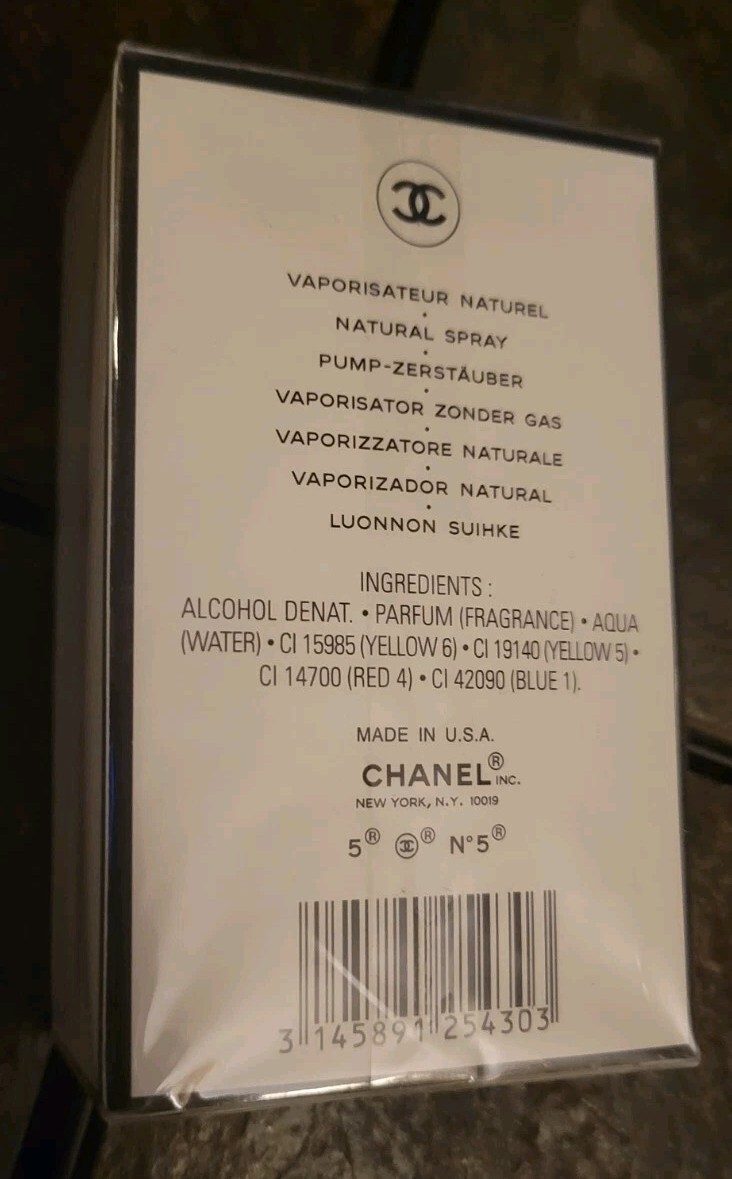 VAPORISATEUR NATUREL
•
NATURAL SPRAY
•
PUMP-ZERSTÄUBER
•
VAPORISATOR ZONDER GAS
•
VAPORIZZATORE NATURALE
•
VAPORIZADOR NATURAL
•
LUONNON SUIHKE
INGREDIENTS :
ALCOHOL DENAT. • PARFUM (FRAGRANCE) • AQUA
(WATER) • CI 15985 (YELLOW 6) • CI 19140 (YELLOW 5) •
CI 14700 (RED 4) • CI 42090 (BLUE 1).
MADE IN U.S.A.
CHANEL® INC.
NEW YORK, N.Y. 10019
5® ® N°5®
3 145891 254303